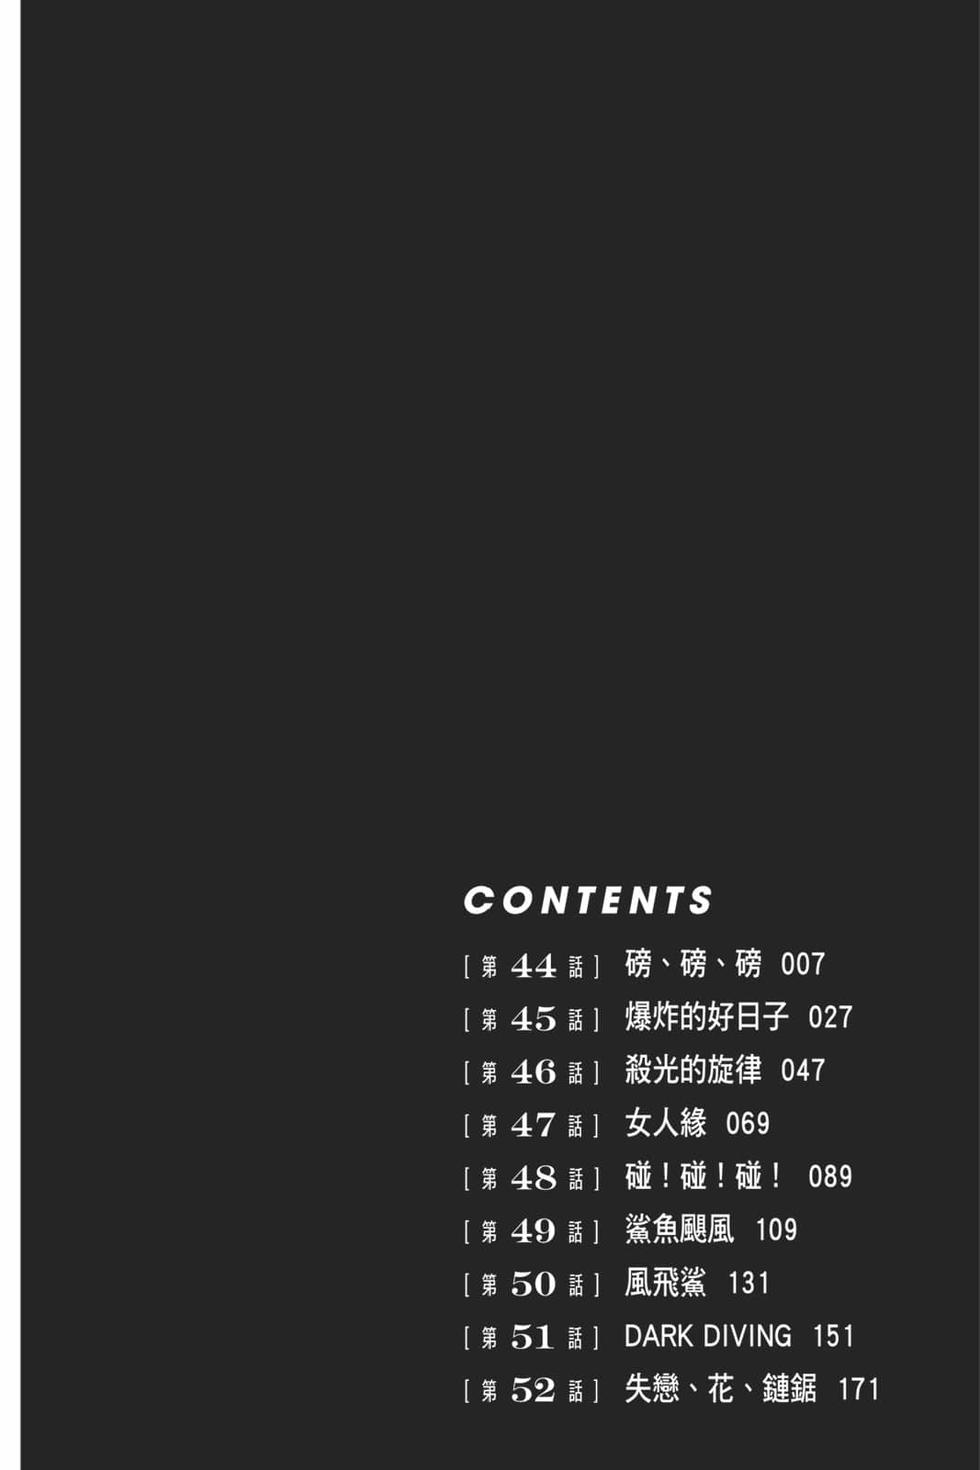 CONTENTS
[ 第 44 話 ] 磅、磅、磅 007
[ 第 45 話 ] 爆炸的好日子 027
[ 第 46 話 ] 殺光的旋律 047
[ 第 47 話 ] 女人緣 069
[ 第 48 話 ] 碰！碰！碰！ 089
[ 第 49 話 ] 鯊魚颶風 109
[ 第 50 話 ] 風飛鯊 131
[ 第 51 話 ] DARK DIVING 151
[ 第 52 話 ] 失戀、花、鏈鋸 171